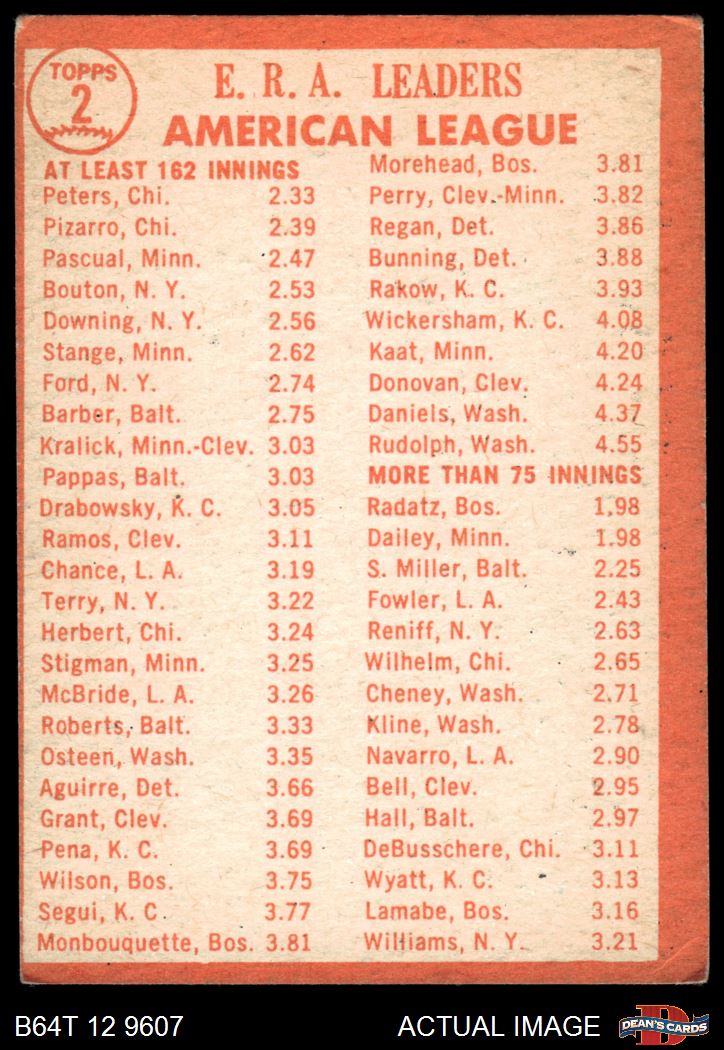 TOPPS
2
E. R. A. LEADERS
AMERICAN LEAGUE
AT LEAST 162 INNINGS
Peters, Chi. 2.33
Pizarro, Chi. 2.39
Pascual, Minn. 2.47
Bouton, N. Y. 2.53
Downing, N. Y. 2.56
Stange, Minn. 2.62
Ford, N. Y. 2.74
Barber, Balt. 2.75
Kralick, Minn.-Clev. 3.03
Pappas, Balt. 3.03
Drabowsky, K. C. 3.05
Ramos, Clev. 3.11
Chance, L. A. 3.19
Terry, N. Y. 3.22
Herbert, Chi. 3.24
Stigman, Minn. 3.25
McBride, L. A. 3.26
Roberts, Balt. 3.33
Osteen, Wash. 3.35
Aguirre, Det. 3.66
Grant, Clev. 3.69
Pena, K. C. 3.69
Wilson, Bos. 3.75
Segui, K. C 3.77
Monbouquette, Bos. 3.81
Morehead, Bos. 3.81
Perry, Clev.-Minn. 3.82
Regan, Det. 3.86
Bunning, Det. 3.88
Rakow, K. C. 3.93
Wickersham, K. C. 4.08
Kaat, Minn. 4.20
Donovan, Clev. 4.24
Daniels, Wash. 4.37
Rudolph, Wash. 4.55
MORE THAN 75 INNINGS
Radatz, Bos. 1.98
Dailey, Minn. 1.98
S. Miller, Balt. 2.25
Fowler, L. A. 2.43
Reniff, N. Y. 2.63
Wilhelm, Chi. 2.65
Cheney, Wash. 2.71
Kline, Wash. 2.78
Navarro, L. A. 2.90
Bell, Clev. 2.95
Hall, Balt. 2.97
DeBusschere, Chi. 3.11
Wyatt, K. C. 3.13
Lamabe, Bos. 3.16
Williams, N. Y. 3.21
B64T 12 9607
ACTUAL IMAGE
D
DEAN'S CARDS